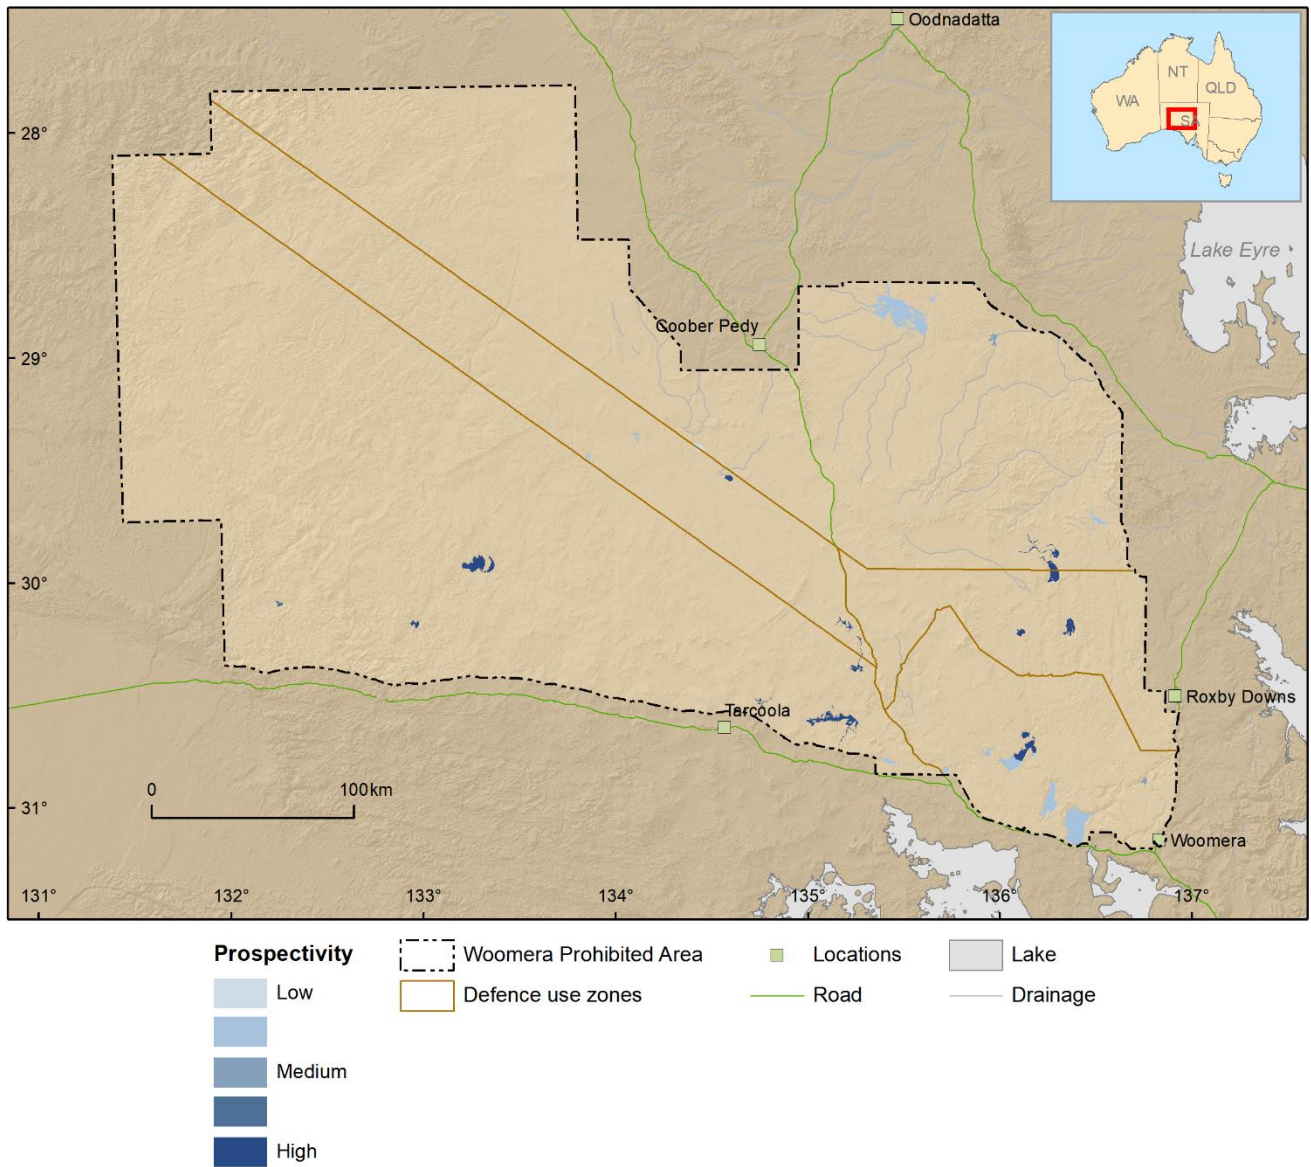 Oodnadatta
NT
WA
QLD
SA
28°
Lake Eyre
Coober Pedy
29°
30°
Roxby Downs
Tarcoola
0
100km
31°
Woomera
131°
132°
133°
134°
135°
136°
137°
Prospectivity
Woomera Prohibited Area
Locations
Lake
Low
Defence use zones
Road
Drainage
Medium
High